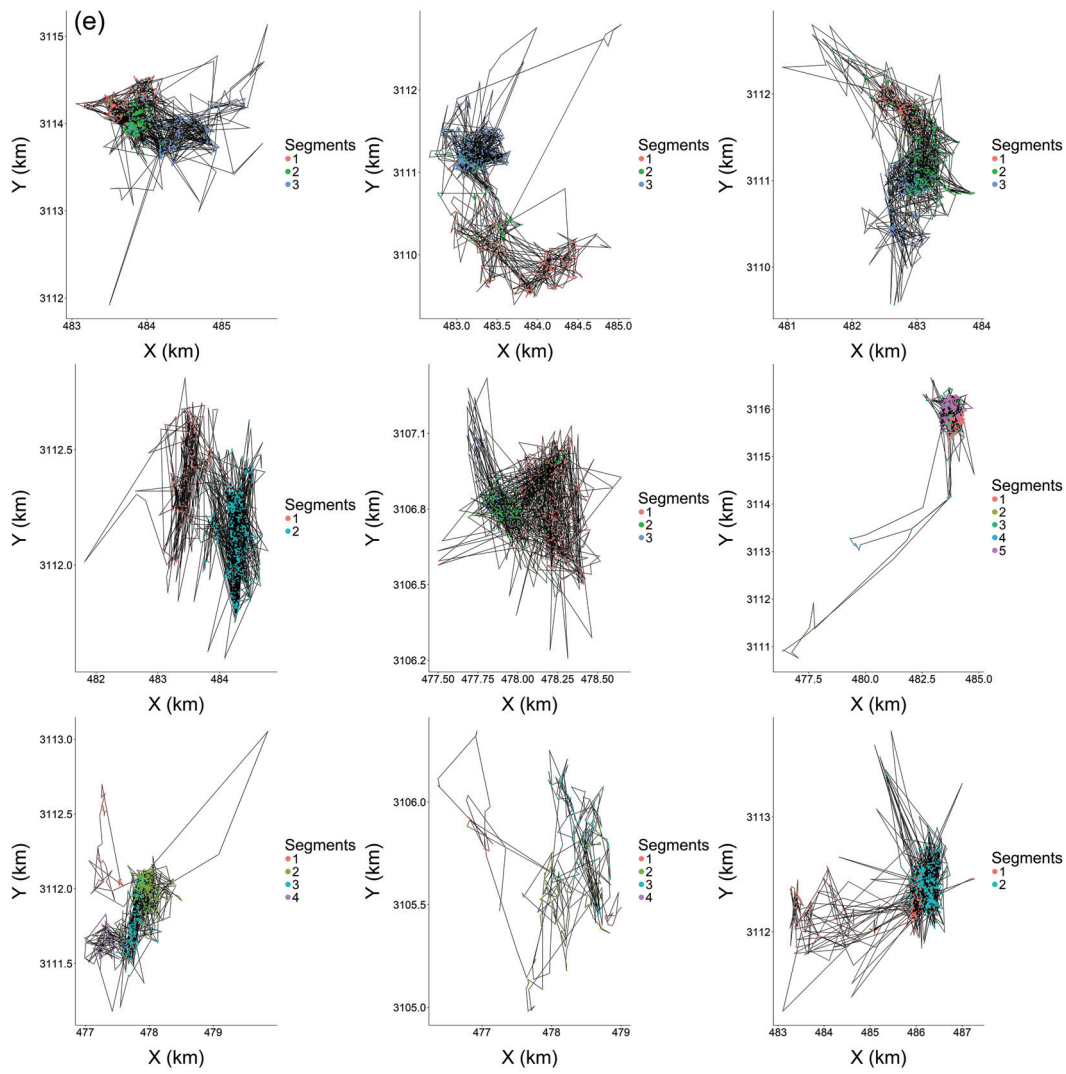 (e)
3115
3114
3113
3112
Y (km)
483 484 485
X (km)
Segments
1
2
3
3112
3111
3110
Y (km)
483.0 483.5 484.0 484.5 485.0
X (km)
Segments
1
2
3
3112
3111
3110
Y (km)
481 482 483 484
X (km)
Segments
1
2
3
3112.5
3112.0
Y (km)
482 483 484
X (km)
Segments
1
2
3107.1
3106.8
3106.5
3106.2
Y (km)
477.50 477.75 478.00 478.25 478.50
X (km)
Segments
1
2
3
3116
3115
3114
3113
3112
3111
Y (km)
477.5 480.0 482.5 485.0
X (km)
Segments
1
2
3
4
5
3113.0
3112.5
3112.0
3111.5
Y (km)
477 478 479
X (km)
Segments
1
2
3
4
3106.0
3105.5
3105.0
Y (km)
477 478 479
X (km)
Segments
1
2
3
4
3113
3112
Y (km)
483 484 485 486 487
X (km)
Segments
1
2